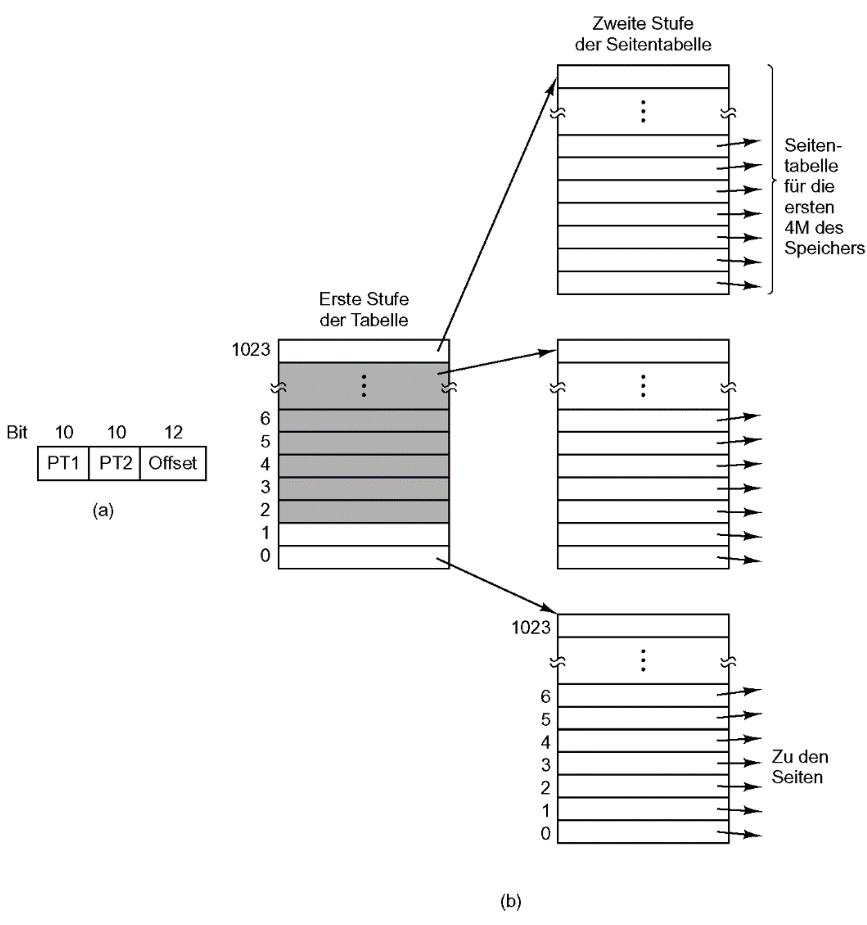 Zweite Stufe
der Seitentabelle
Seiten-
tabelle
für die
ersten
4M des
Speichers
Erste Stufe
der Tabelle
1023
6
5
4
3
2
1
0
Bit 10 10 12
PT1 PT2 Offset
(a)
1023
6
5
4
3
2
1
0
Zu den
Seiten
(b)